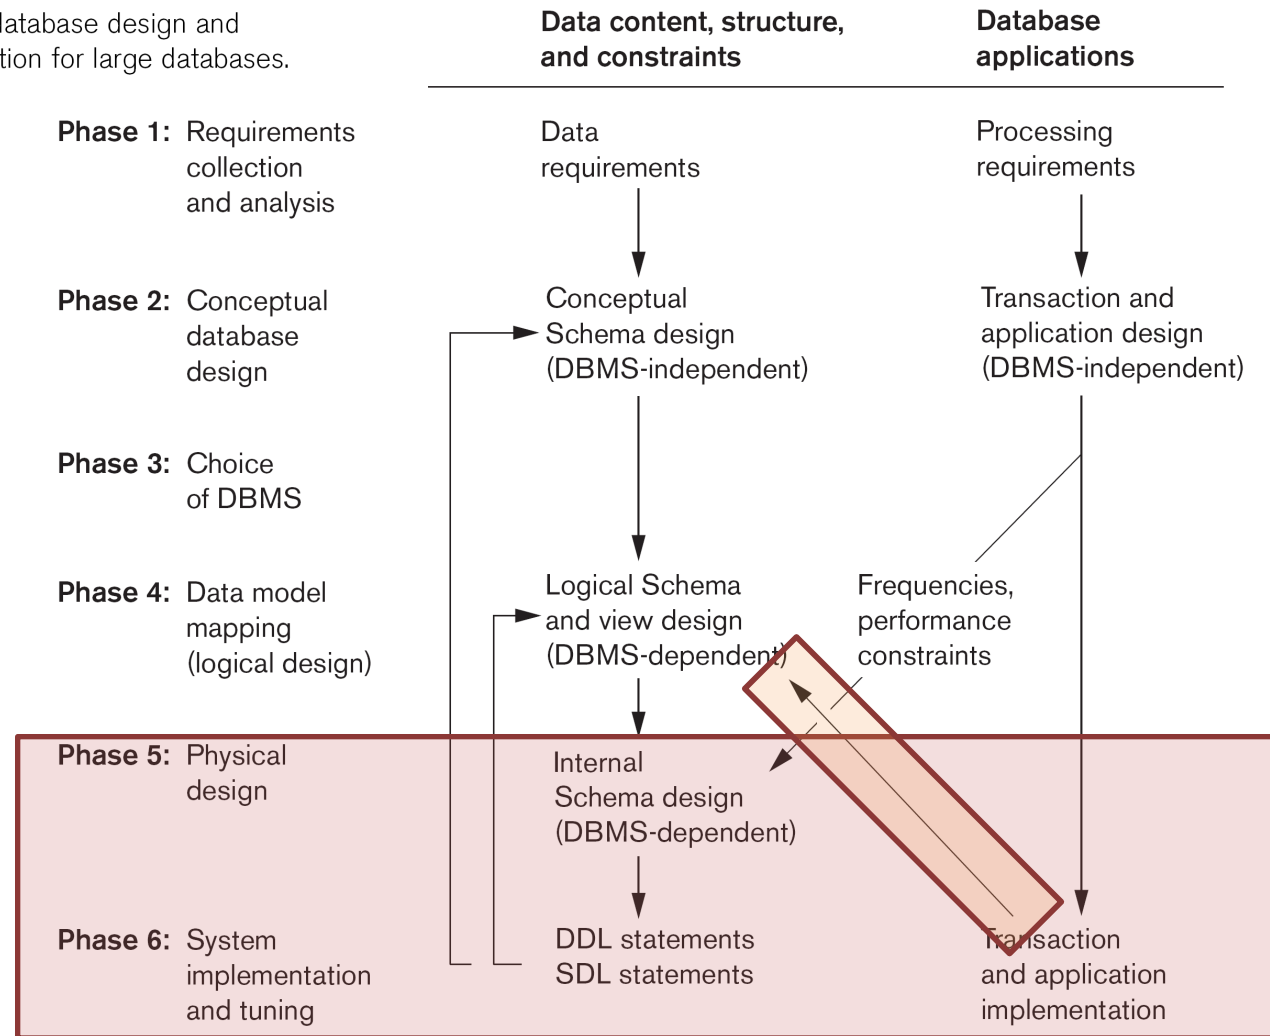 database design and
tion for large databases.
Data content, structure,
and constraints
Database
applications
Phase 1: Requirements
collection
and analysis
Data
requirements
Processing
requirements
Phase 2: Conceptual
database
design
Conceptual
Schema design
(DBMS-independent)
Transaction and
application design
(DBMS-independent)
Phase 3: Choice
of DBMS
Phase 4: Data model
mapping
(logical design)
Logical Schema
and view design
(DBMS-dependent)
Frequencies,
performance
constraints
Phase 5: Physical
design
Internal
Schema design
(DBMS-dependent)
Phase 6: System
implementation
and tuning
DDL statements
SDL statements
Transaction
and application
implementation